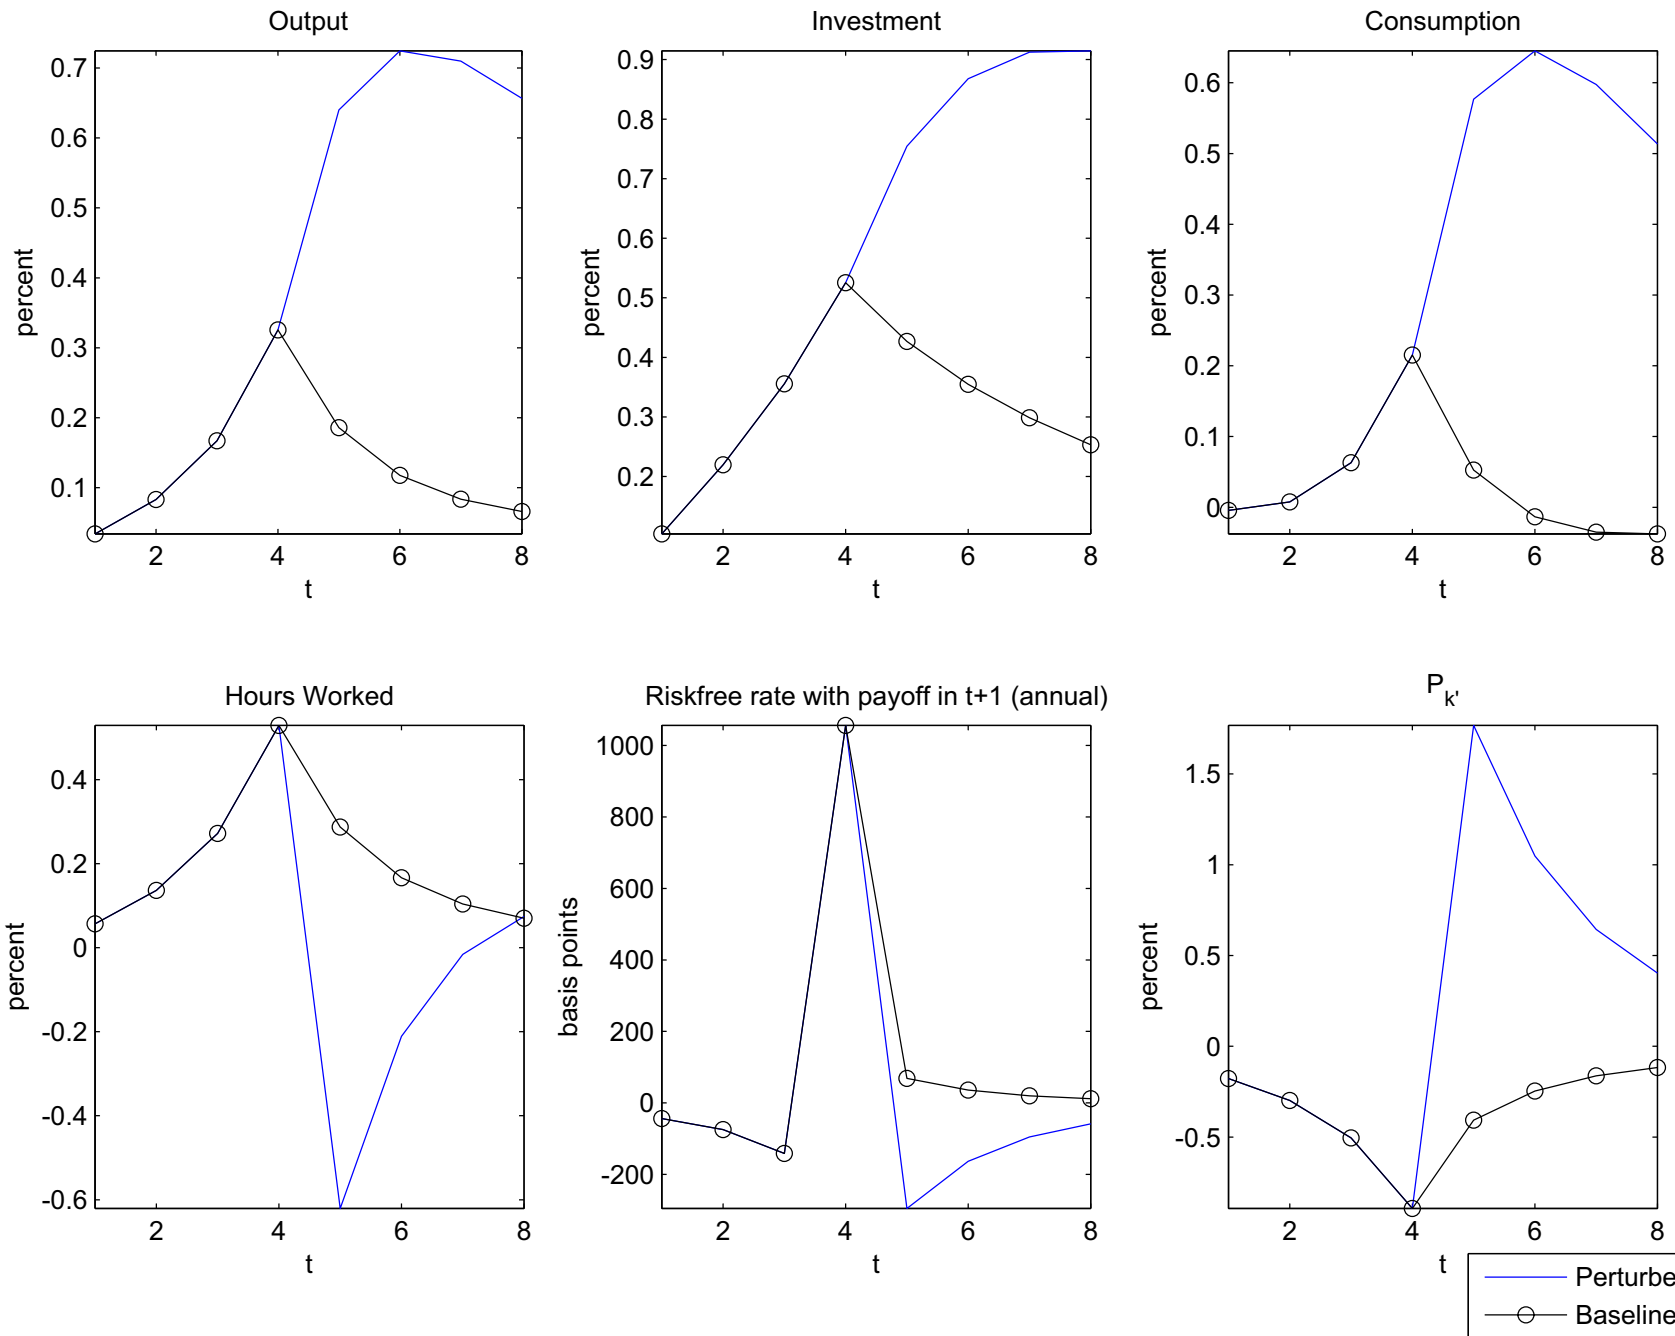 Output
Investment
Consumption
percent
0.7
0.6
0.5
0.4
0.3
0.2
0.1
2 4 6 8
t
percent
0.9
0.8
0.7
0.6
0.5
0.4
0.3
0.2
2 4 6 8
t
percent
0.6
0.5
0.4
0.3
0.2
0.1
0
2 4 6 8
t
Hours Worked
Riskfree rate with payoff in t+1 (annual)
P_k'
percent
0.4
0.2
0
-0.2
-0.4
-0.6
2 4 6 8
t
basis points
1000
800
600
400
200
0
-200
2 4 6 8
t
percent
1.5
1
0.5
0
-0.5
2 4 6 8
t
Perturbe
Baseline